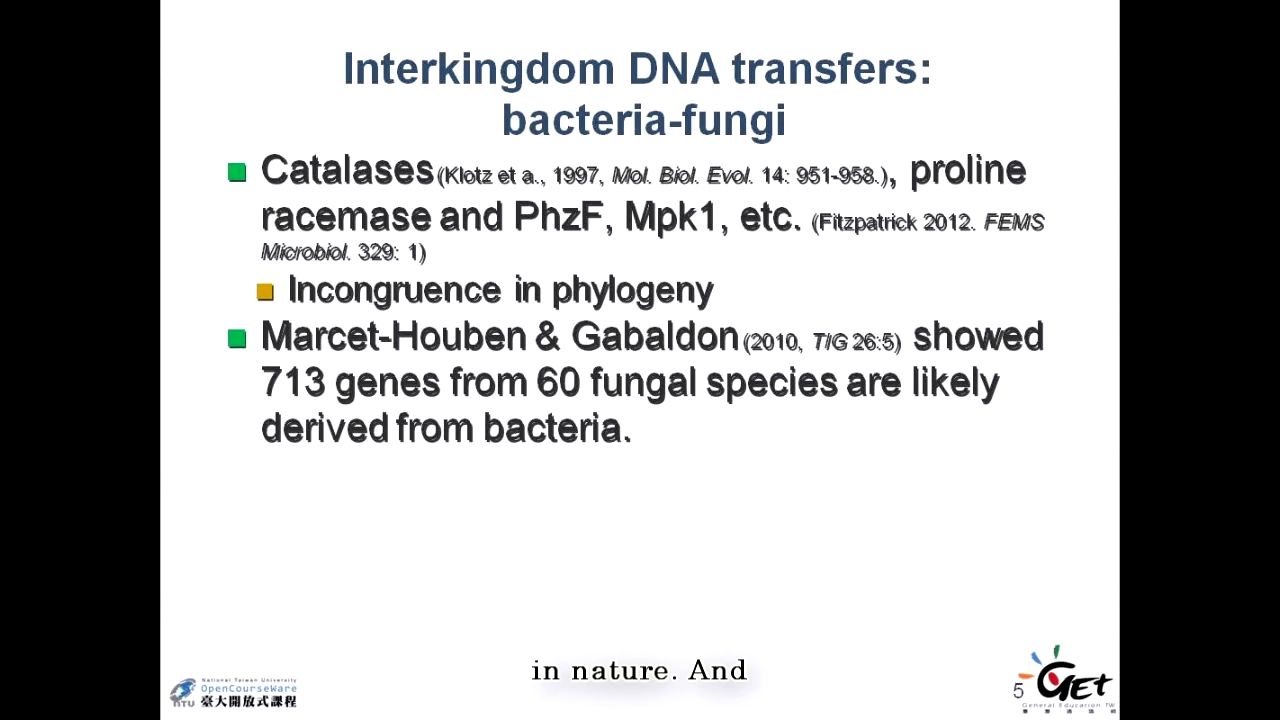 Interkingdom DNA transfers:
bacteria-fungi
Catalases (Klotz et a., 1997, Mol. Biol. Evol. 14: 951-958.), proline
racemase and PhzF, Mpk1, etc. (Fitzpatrick 2012. FEMS
Microbiol. 329: 1)
Incongruence in phylogeny
Marcet-Houben & Gabaldon (2010, TIG 26:5) showed
713 genes from 60 fungal species are likely
derived from bacteria.
in nature. And
National Taiwan University
OpenCourseWare
NTU 臺大開放式課程
5
GET
General Education TW